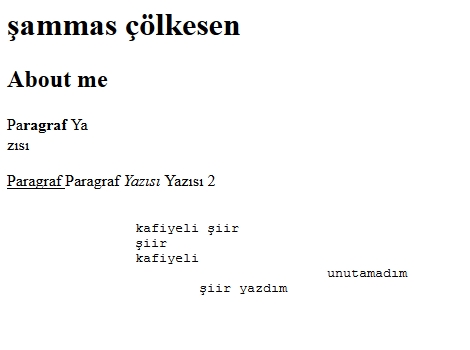 şammas çölkesen
About me
Paragraf Ya
zısı
Paragraf Paragraf Yazısı Yazısı 2
kafiyeli şiir
şiir
kafiyeli
unutamadım
şiir yazdım